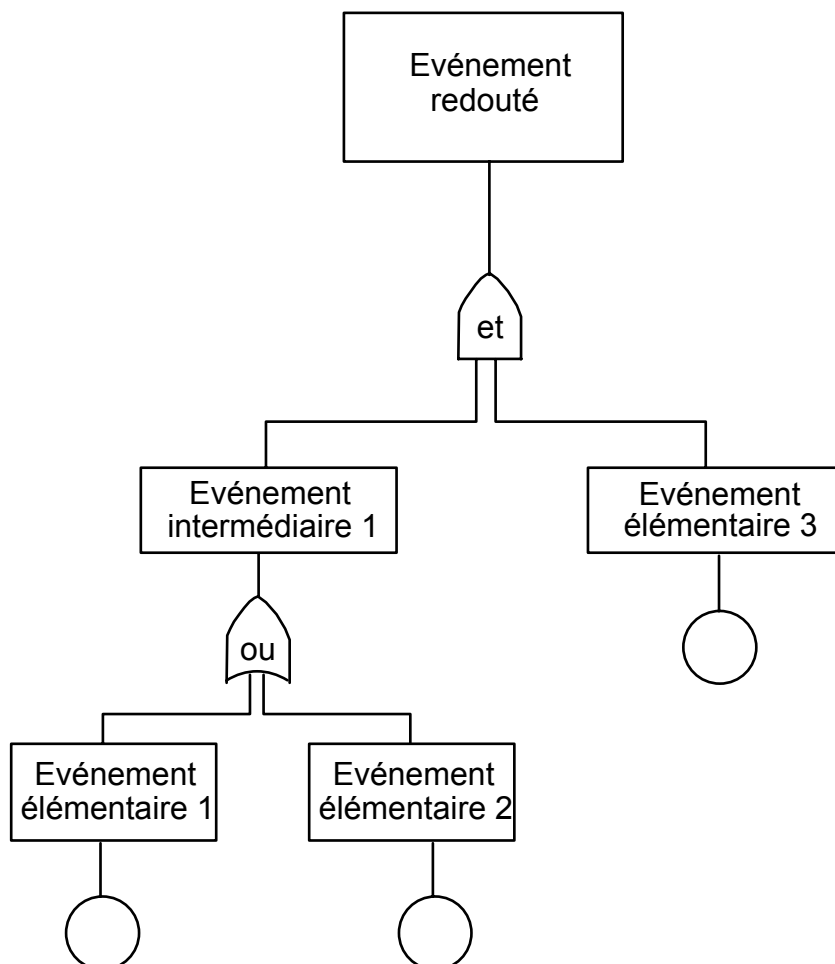 Evénement
redouté
et
Evénement
intermédiaire 1
Evénement
élémentaire 3
ou
Evénement
élémentaire 1
Evénement
élémentaire 2